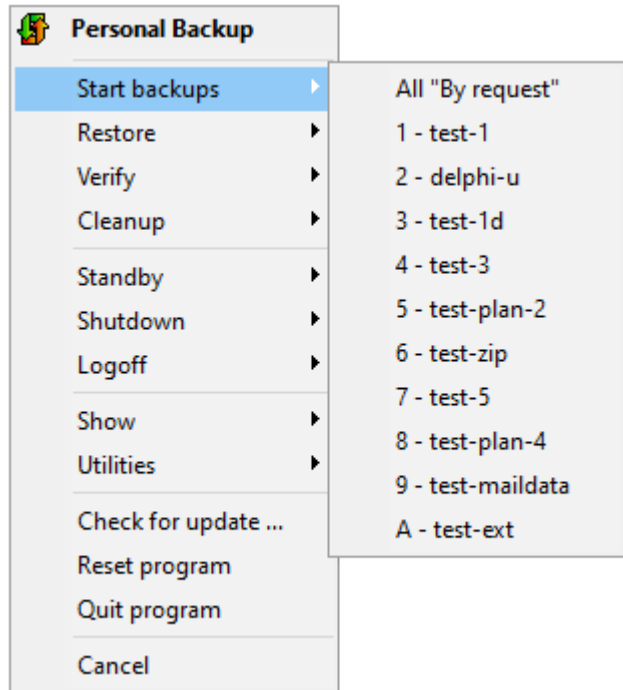 Personal Backup
Start backups
Restore
Verify
Cleanup
Standby
Shutdown
Logoff
Show
Utilities
Check for update ...
Reset program
Quit program
Cancel
All "By request"
1 - test-1
2 - delphi-u
3 - test-1d
4 - test-3
5 - test-plan-2
6 - test-zip
7 - test-5
8 - test-plan-4
9 - test-maildata
A - test-ext